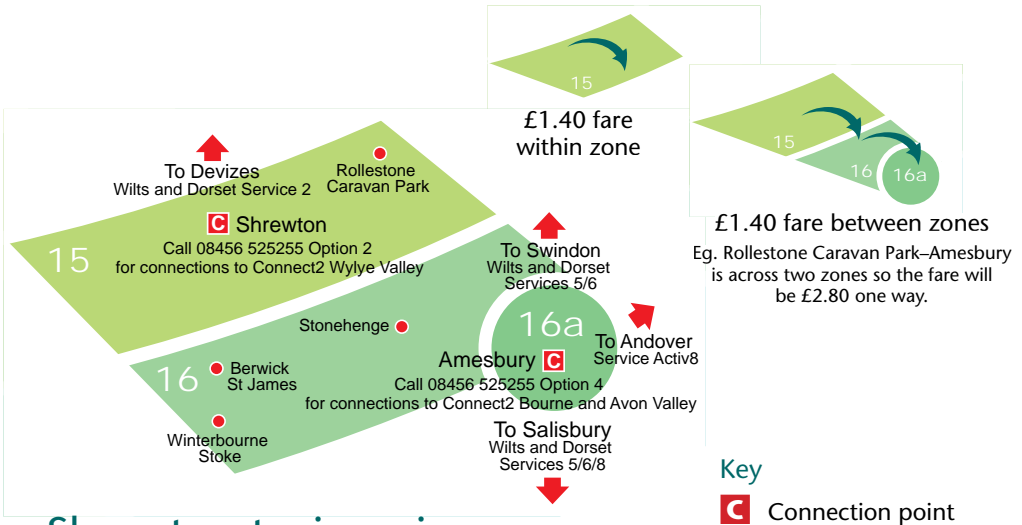 15
£1.40 fare
within zone
15
16
16a
£1.40 fare between zones
Eg. Rollestone Caravan Park–Amesbury
is across two zones so the fare will
be £2.80 one way.
To Devizes
Wilts and Dorset Service 2
Rollestone
Caravan Park
C Shrewton
Call 08456 525255 Option 2
for connections to Connect2 Wylye Valley
15
To Swindon
Wilts and Dorset
Services 5/6
Stonehenge
16a
To Andover
Service Activ8
Amesbury C
Call 08456 525255 Option 4
for connections to Connect2 Bourne and Avon Valley
16
Berwick
St James
Winterbourne
Stoke
To Salisbury
Wilts and Dorset
Services 5/6/8
Key
C Connection point